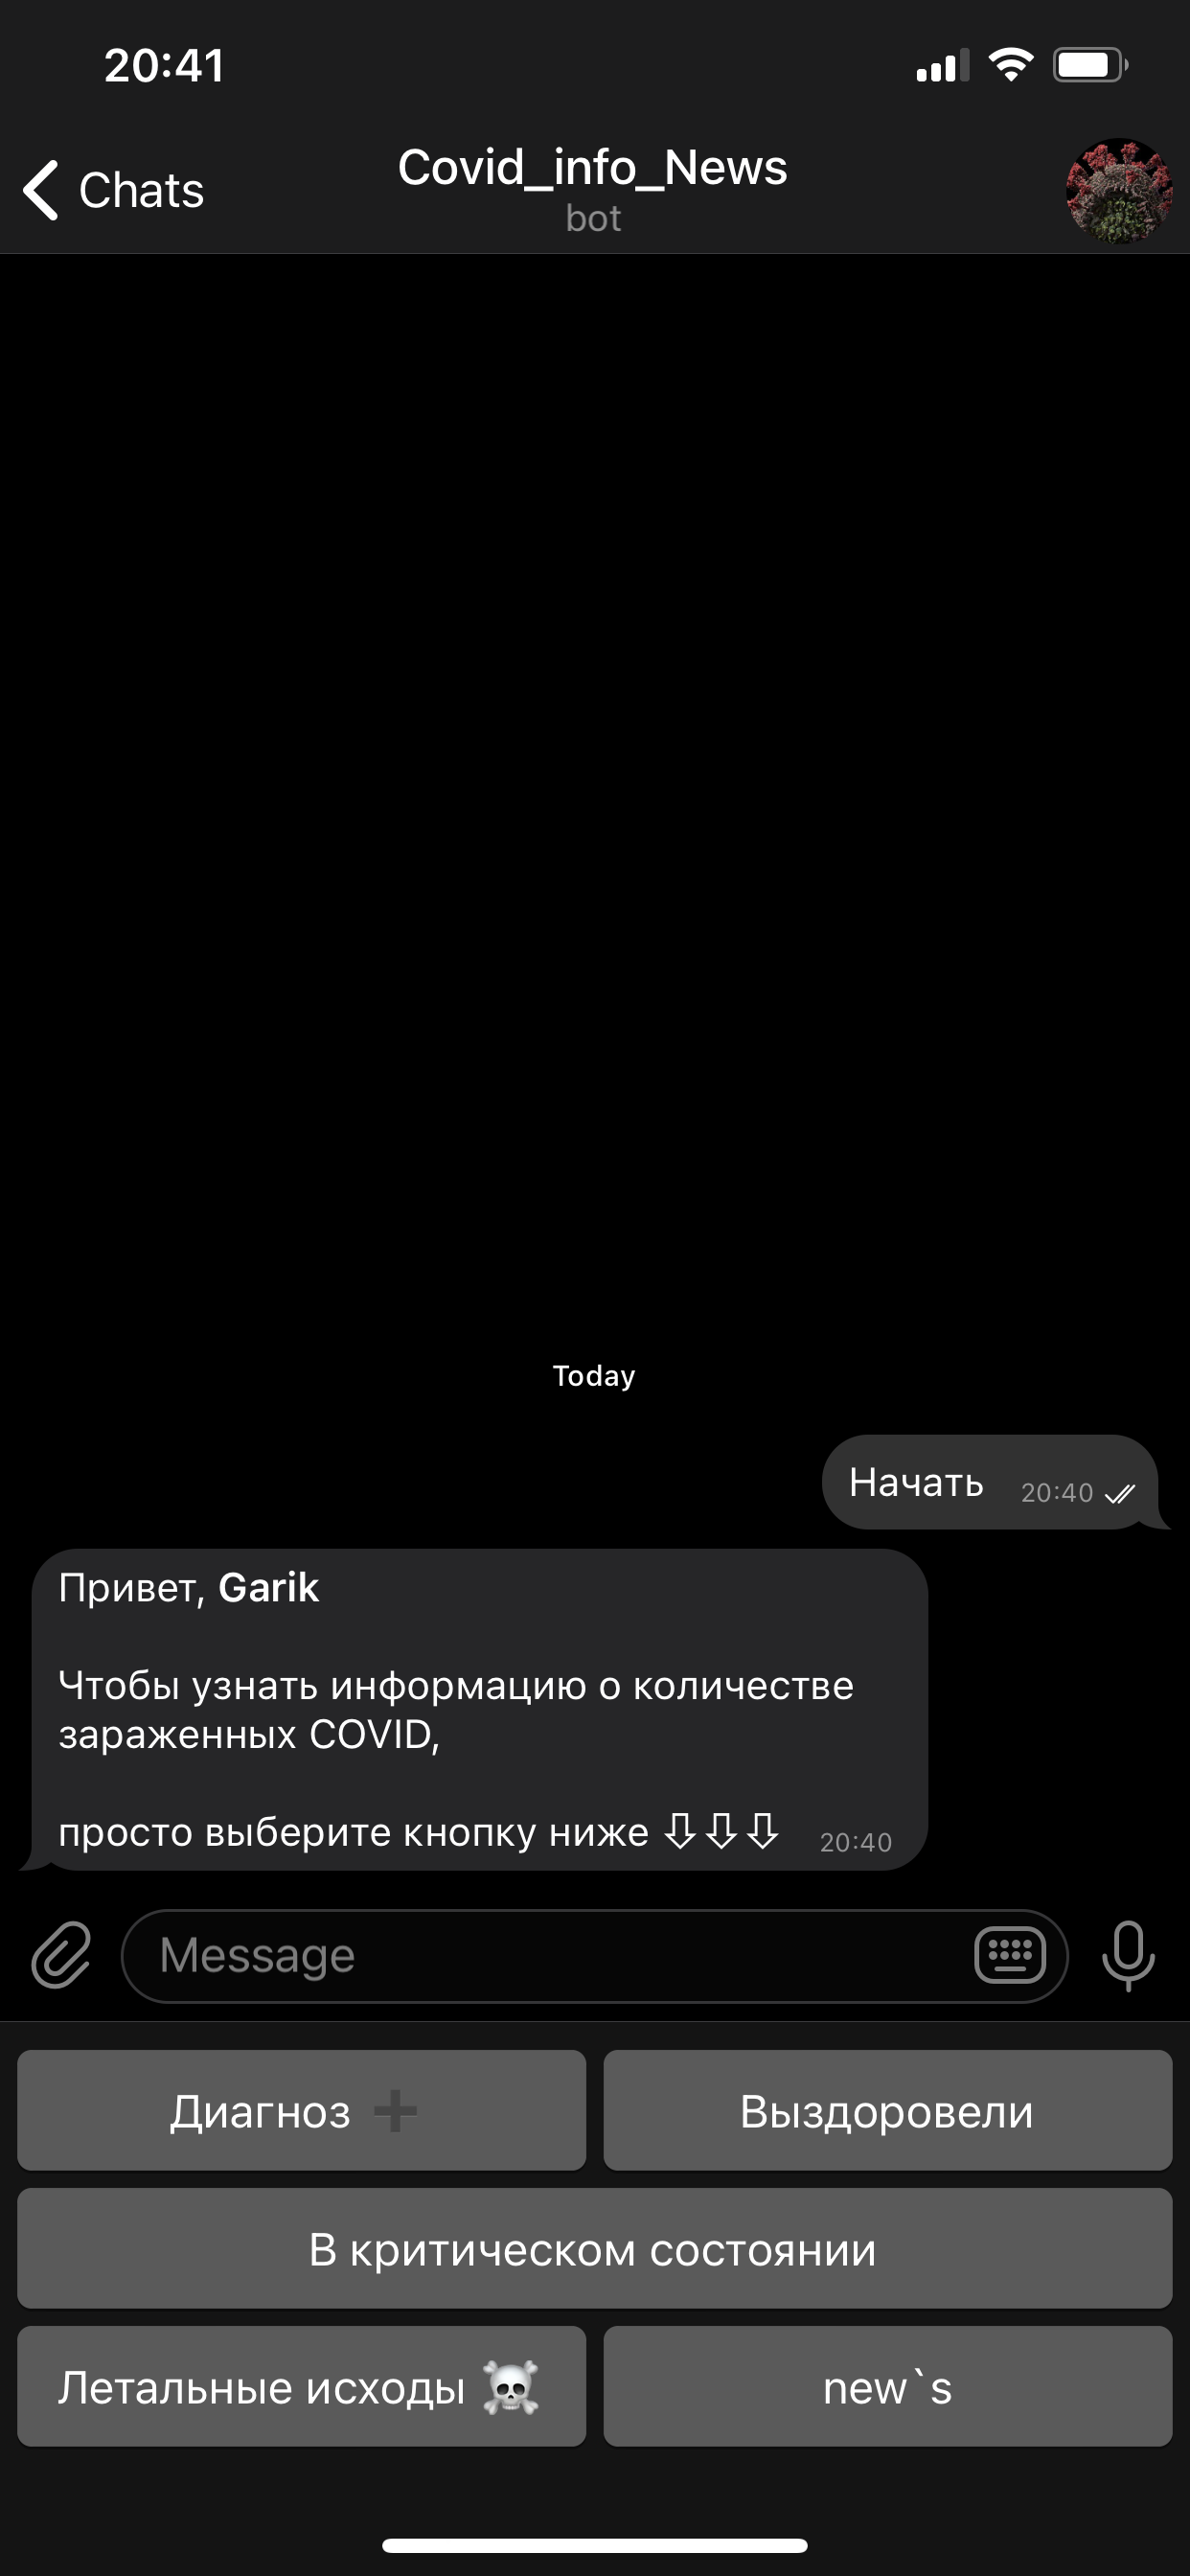 20:41
Chats
Covid_info_News
bot
Today
Начать 20:40
Привет, Garik
Чтобы узнать информацию о количестве
зараженных COVID,
просто выберите кнопку ниже ⇩⇩⇩ 20:40
Message
Диагноз ➕
Выздоровели
В критическом состоянии
Летальные исходы ☠️
new`s